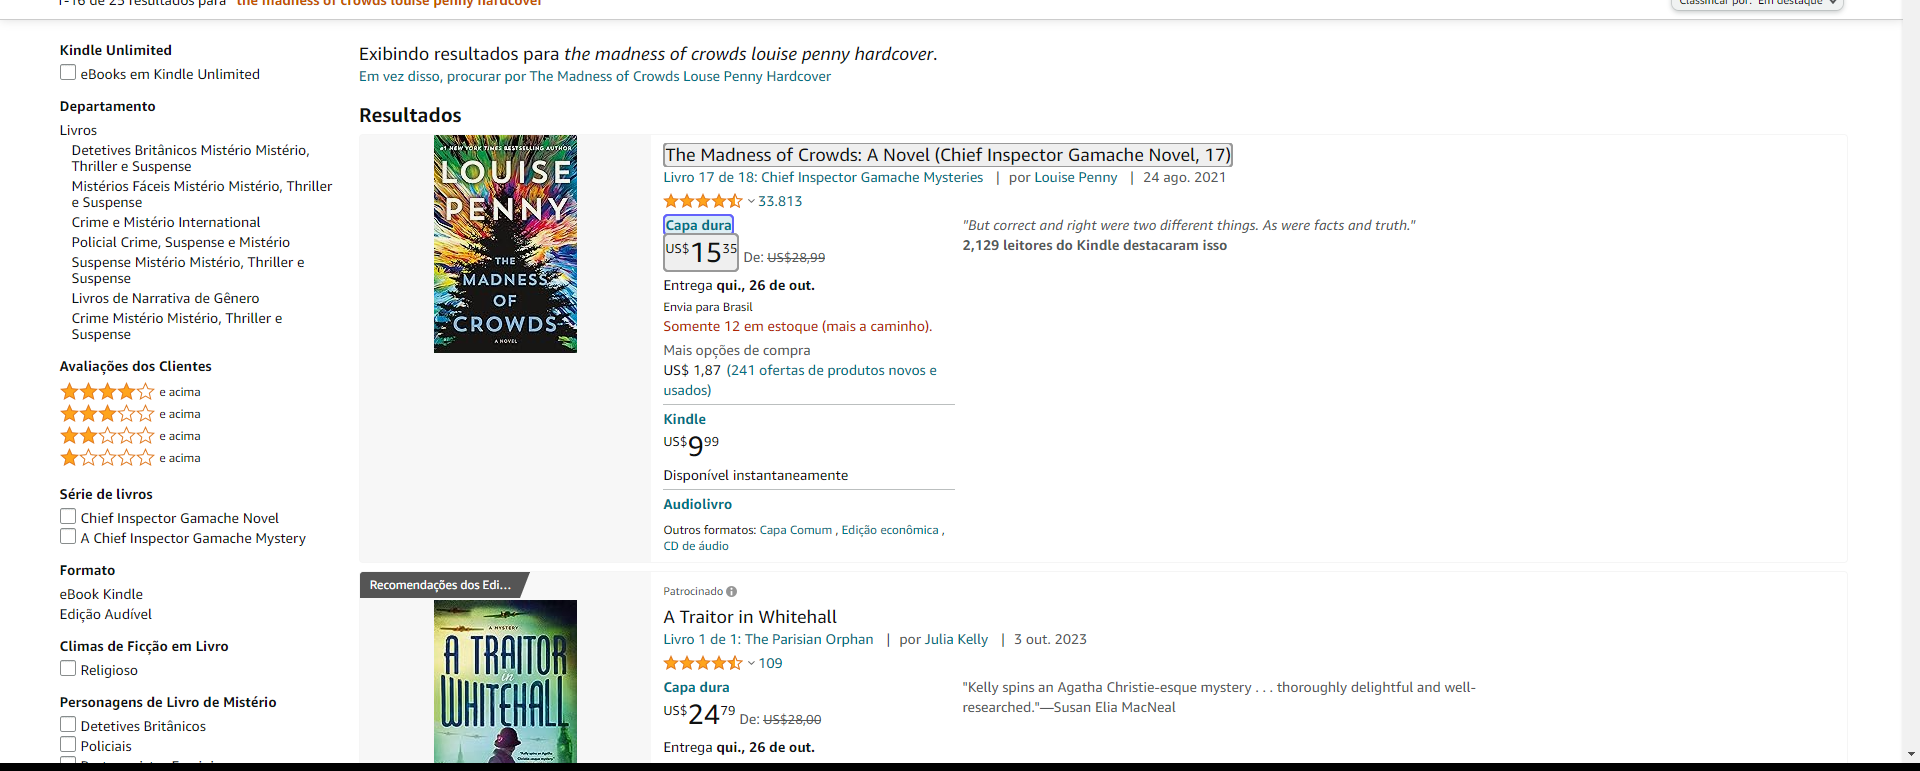 1-16 de 25 resultados para "the madness of crowds louise penny hardcover"
Classificar por: Em destaque
Kindle Unlimited
eBooks em Kindle Unlimited
Departamento
Livros
Detetives Britânicos Mistério Mistério,
Thriller e Suspense
Mistérios Fáceis Mistério Mistério, Thriller
e Suspense
Crime e Mistério International
Policial Crime, Suspense e Mistério
Suspense Mistério Mistério, Thriller e
Suspense
Livros de Narrativa de Gênero
Crime Mistério Mistério, Thriller e
Suspense
Avaliações dos Clientes
e acima
e acima
e acima
e acima
Série de livros
Chief Inspector Gamache Novel
A Chief Inspector Gamache Mystery
Formato
eBook Kindle
Edição Audível
Climas de Ficção em Livro
Religioso
Personagens de Livro de Mistério
Detetives Britânicos
Policiais
Exibindo resultados para the madness of crowds louise penny hardcover.
Em vez disso, procurar por The Madness of Crowds Louse Penny Hardcover
Resultados
#1 NEW YORK TIMES BESTSELLING AUTHOR
LOUISE
PENNY
THE
MADNESS
OF
CROWDS
A NOVEL
The Madness of Crowds: A Novel (Chief Inspector Gamache Novel, 17)
Livro 17 de 18: Chief Inspector Gamache Mysteries | por Louise Penny | 24 ago. 2021
33.813
Capa dura
US$1535 De: US$28,99
Entrega qui., 26 de out.
Envia para Brasil
Somente 12 em estoque (mais a caminho).
Mais opções de compra
US$ 1,87 (241 ofertas de produtos novos e
usados)
Kindle
US$999
Disponível instantaneamente
Audiolivro
Outros formatos: Capa Comum , Edição econômica ,
CD de áudio
"But correct and right were two different things. As were facts and truth."
2,129 leitores do Kindle destacaram isso
Recomendações dos Edi...
A MYSTERY
A TRAITOR
in
WHITEHALL
Patrocinado
A Traitor in Whitehall
Livro 1 de 1: The Parisian Orphan | por Julia Kelly | 3 out. 2023
109
Capa dura
US$2479 De: US$28,00
Entrega qui., 26 de out.
"Kelly spins an Agatha Christie-esque mystery . . . thoroughly delightful and well-
researched."—Susan Elia MacNeal